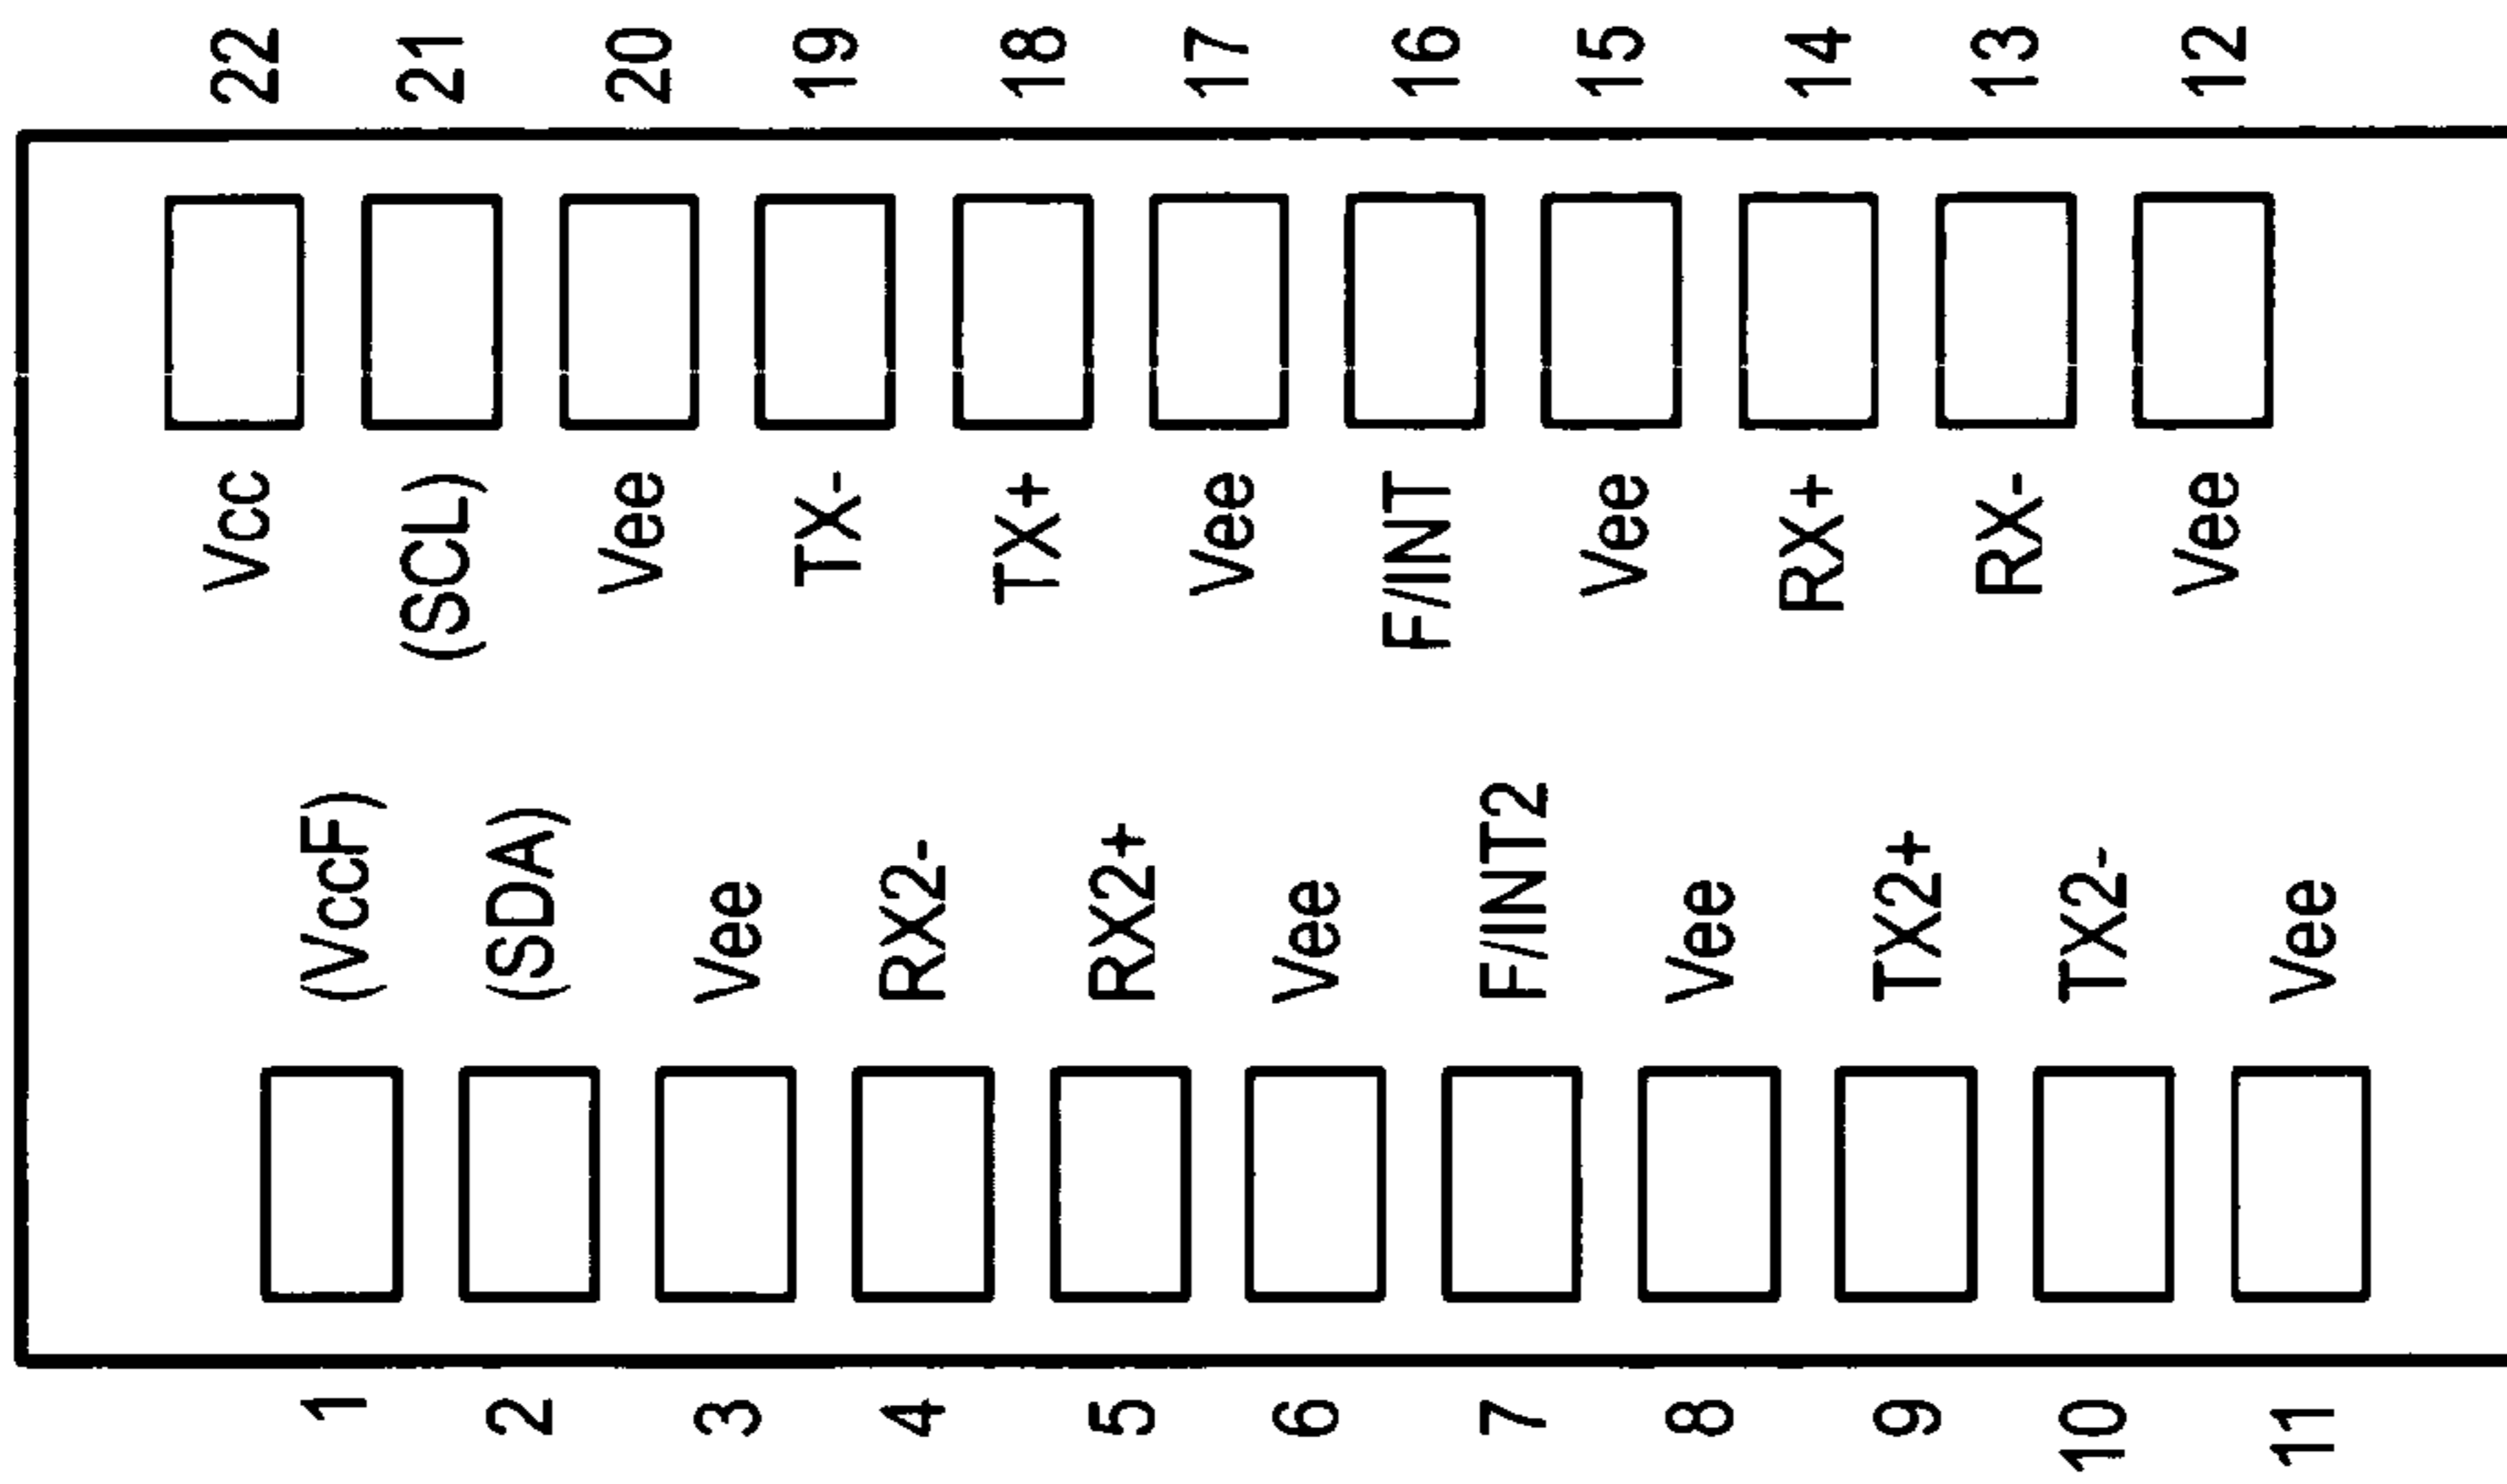 22 21 20 19 18 17 16 15 14 13 12
Vcc (SCL) Vee TX- TX+ Vee F/INT Vee RX+ RX- Vee
(VccF) (SDA) Vee RX2- RX2+ Vee F/INT2 Vee TX2+ TX2- Vee
1 2 3 4 5 6 7 8 9 10 11